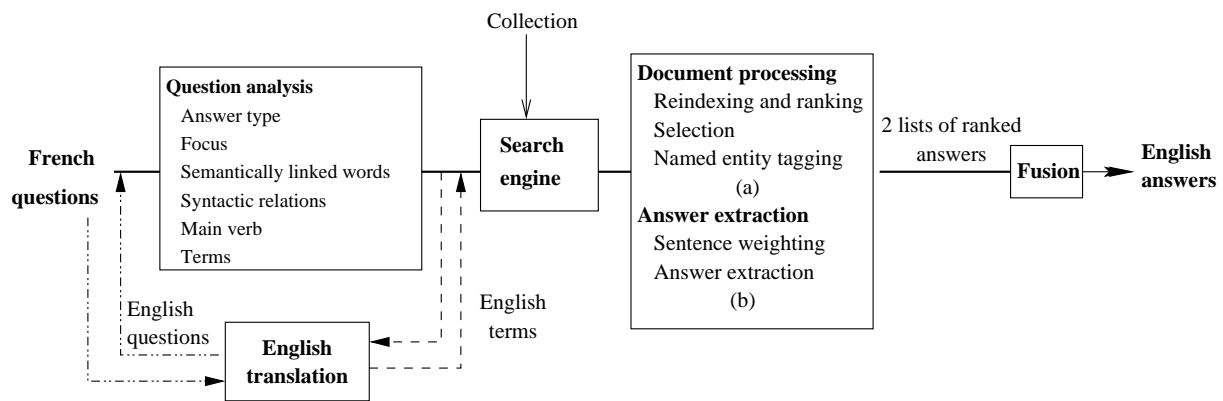 Collection
French
questions
Question analysis
Answer type
Focus
Semantically linked words
Syntactic relations
Main verb
Terms
English
questions
English
translation
English
terms
Search
engine
Document processing
Reindexing and ranking
Selection
Named entity tagging
(a)
Answer extraction
Sentence weighting
Answer extraction
(b)
2 lists of ranked
answers
Fusion
English
answers